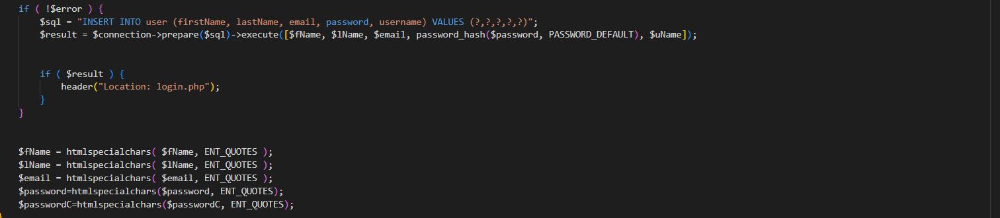 if ( !$error ) {
$sql = "INSERT INTO user (firstName, lastName, email, password, username) VALUES (?,?,?,?,?)";
$result = $connection->prepare($sql)->execute([$fName, $lName, $email, password_hash($password, PASSWORD_DEFAULT), $uName]);
if ( $result ) {
header("Location: login.php");
}
}
$fName = htmlspecialchars( $fName, ENT_QUOTES );
$lName = htmlspecialchars( $lName, ENT_QUOTES );
$email = htmlspecialchars( $email, ENT_QUOTES );
$password=htmlspecialchars($password, ENT_QUOTES);
$passwordC=htmlspecialchars($passwordC, ENT_QUOTES);
}